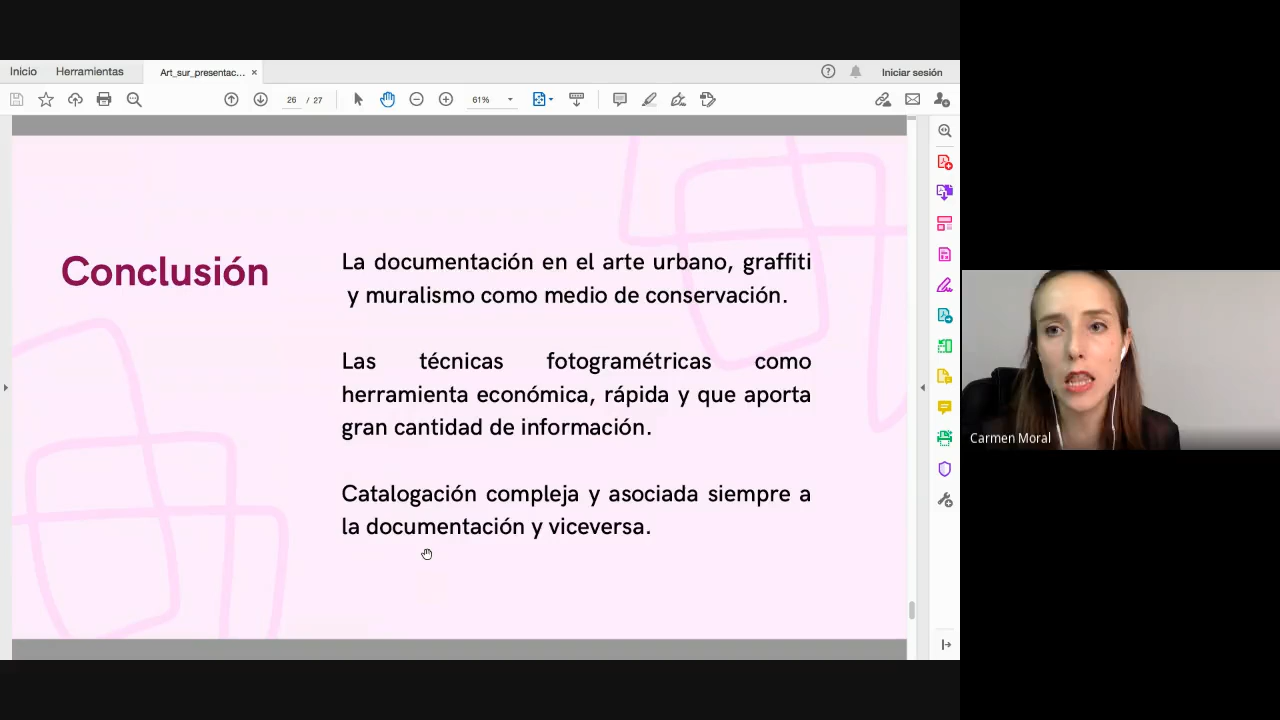 Inicio Herramientas Art_sur_presentac... × Iniciar sesión
26 / 27 61%
Conclusión
La documentación en el arte urbano, graffiti
y muralismo como medio de conservación.
Las técnicas fotogramétricas como
herramienta económica, rápida y que aporta
gran cantidad de información.
Catalogación compleja y asociada siempre a
la documentación y viceversa.
Carmen Moral